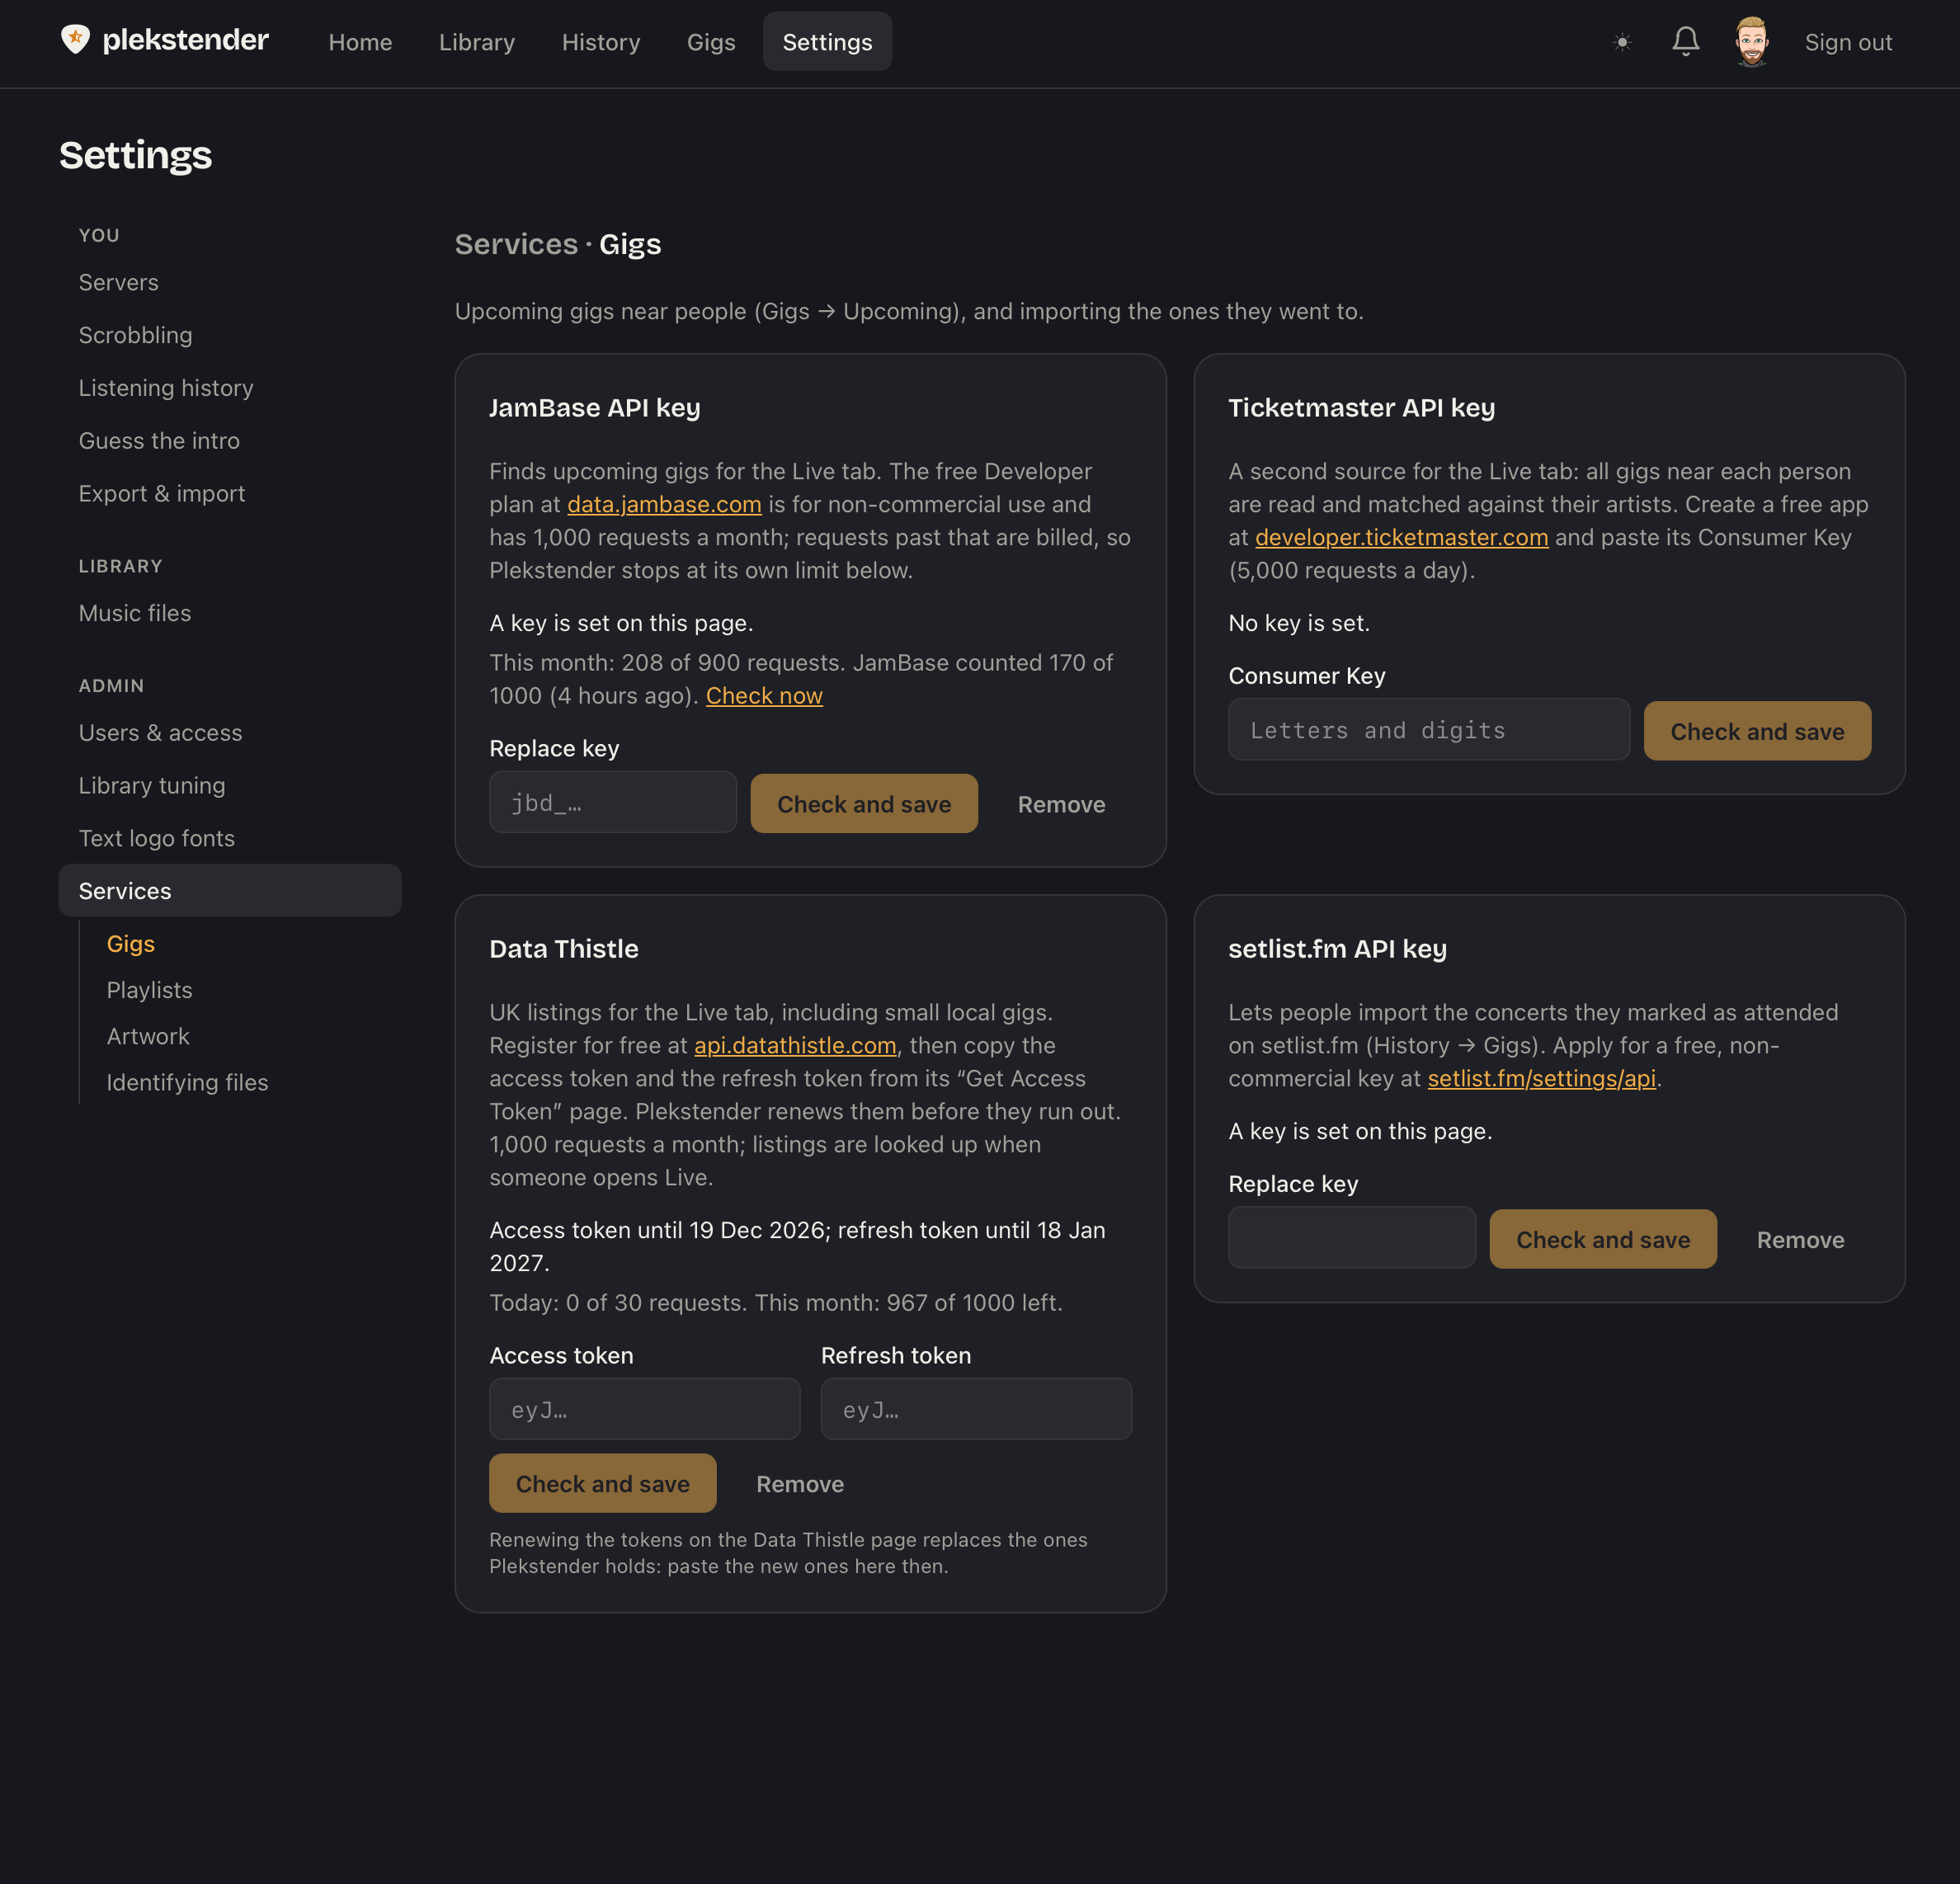 plekstender
Home
Library
History
Gigs
Settings
Sign out
Settings
YOU
Servers
Scrobbling
Listening history
Guess the intro
Export & import
LIBRARY
Music files
ADMIN
Users & access
Library tuning
Text logo fonts
Services
Gigs
Playlists
Artwork
Identifying files
Services · Gigs
Upcoming gigs near people (Gigs → Upcoming), and importing the ones they went to.
JamBase API key
Finds upcoming gigs for the Live tab. The free Developer
plan at data.jambase.com is for non-commercial use and
has 1,000 requests a month; requests past that are billed, so
Plekstender stops at its own limit below.
A key is set on this page.
This month: 208 of 900 requests. JamBase counted 170 of
1000 (4 hours ago). Check now
Replace key
jbd_…
Check and save
Remove
Ticketmaster API key
A second source for the Live tab: all gigs near each person
are read and matched against their artists. Create a free app
at developer.ticketmaster.com and paste its Consumer Key
(5,000 requests a day).
No key is set.
Consumer Key
Letters and digits
Check and save
Data Thistle
UK listings for the Live tab, including small local gigs.
Register for free at api.datathistle.com, then copy the
access token and the refresh token from its “Get Access
Token” page. Plekstender renews them before they run out.
1,000 requests a month; listings are looked up when
someone opens Live.
Access token until 19 Dec 2026; refresh token until 18 Jan
2027.
Today: 0 of 30 requests. This month: 967 of 1000 left.
Access token
Refresh token
eyJ…
eyJ…
Check and save
Remove
Renewing the tokens on the Data Thistle page replaces the ones
Plekstender holds: paste the new ones here then.
setlist.fm API key
Lets people import the concerts they marked as attended
on setlist.fm (History → Gigs). Apply for a free, non-
commercial key at setlist.fm/settings/api.
A key is set on this page.
Replace key
Check and save
Remove